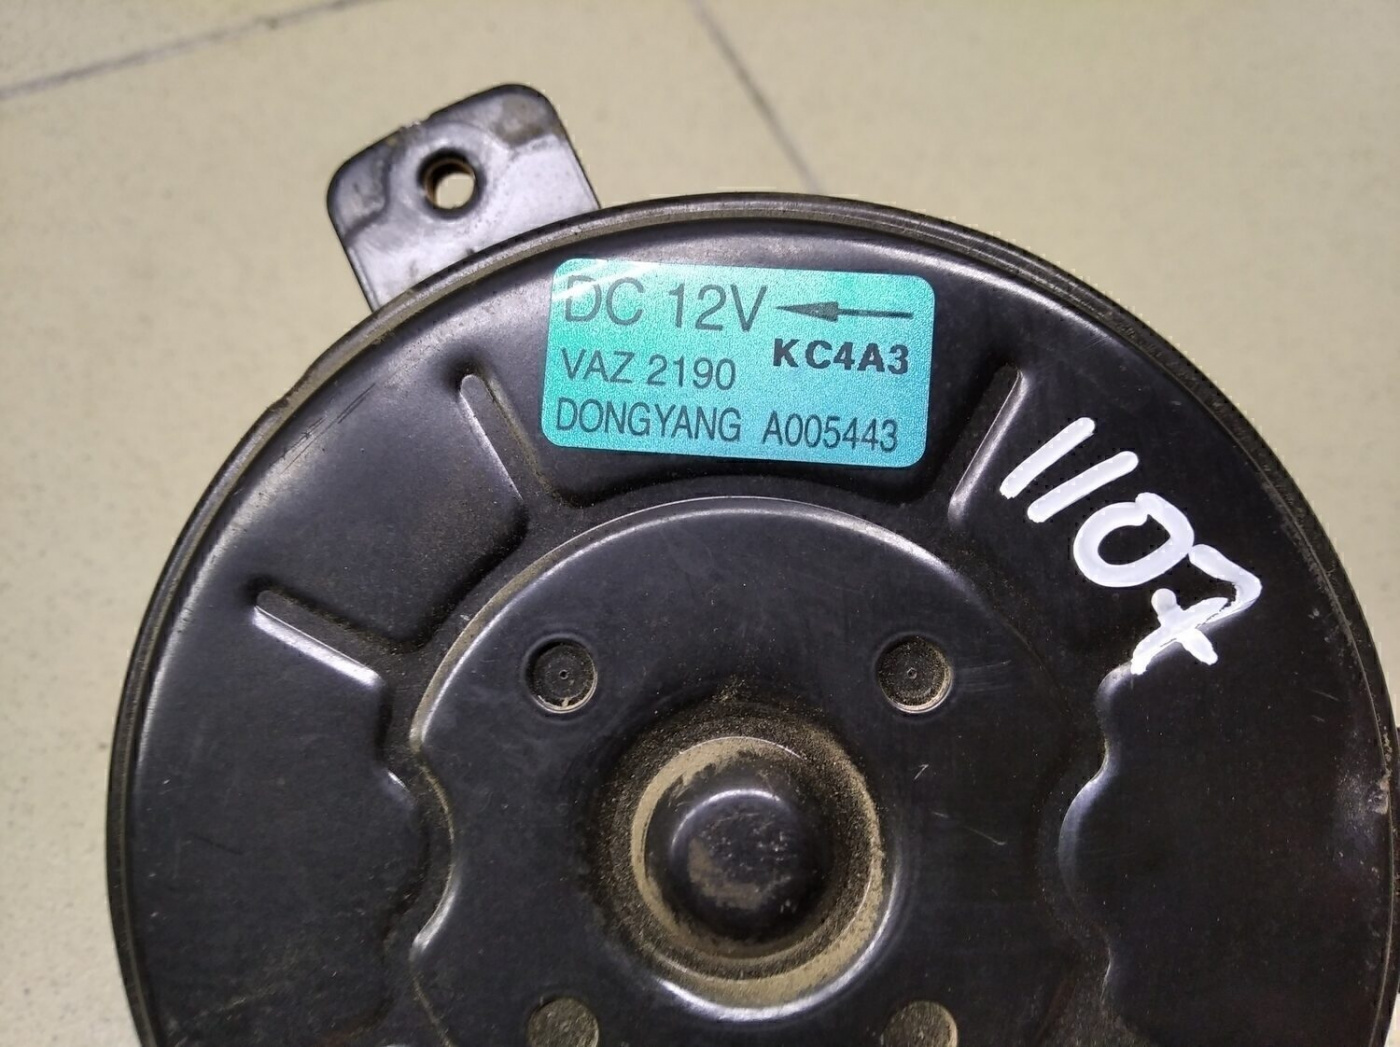 DC 12V
KC4A3
VAZ 2190
DONGYANG A005443
1107